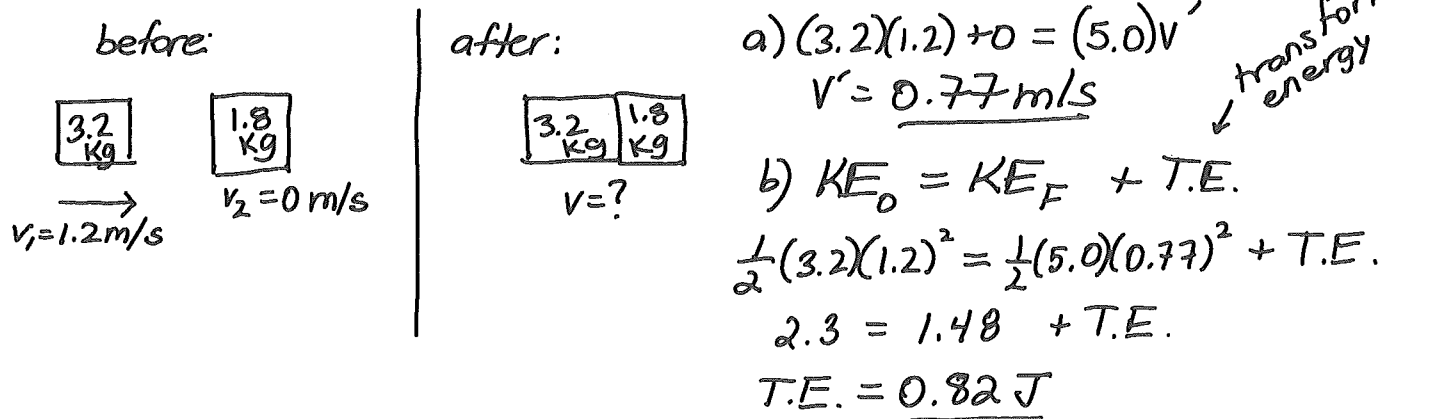 before:
3.2
kg
1.8
kg
v₁=1.2m/s
v₂=0 m/s
after:
3.2
kg
1.8
kg
v=?
a) (3.2)(1.2)+0 = (5.0)v′
v′= 0.77 m/s
energy
b) KE₀ = KE_F + T.E.
½(3.2)(1.2)² = ½(5.0)(0.77)² + T.E.
2.3 = 1.48 + T.E.
T.E. = 0.82 J